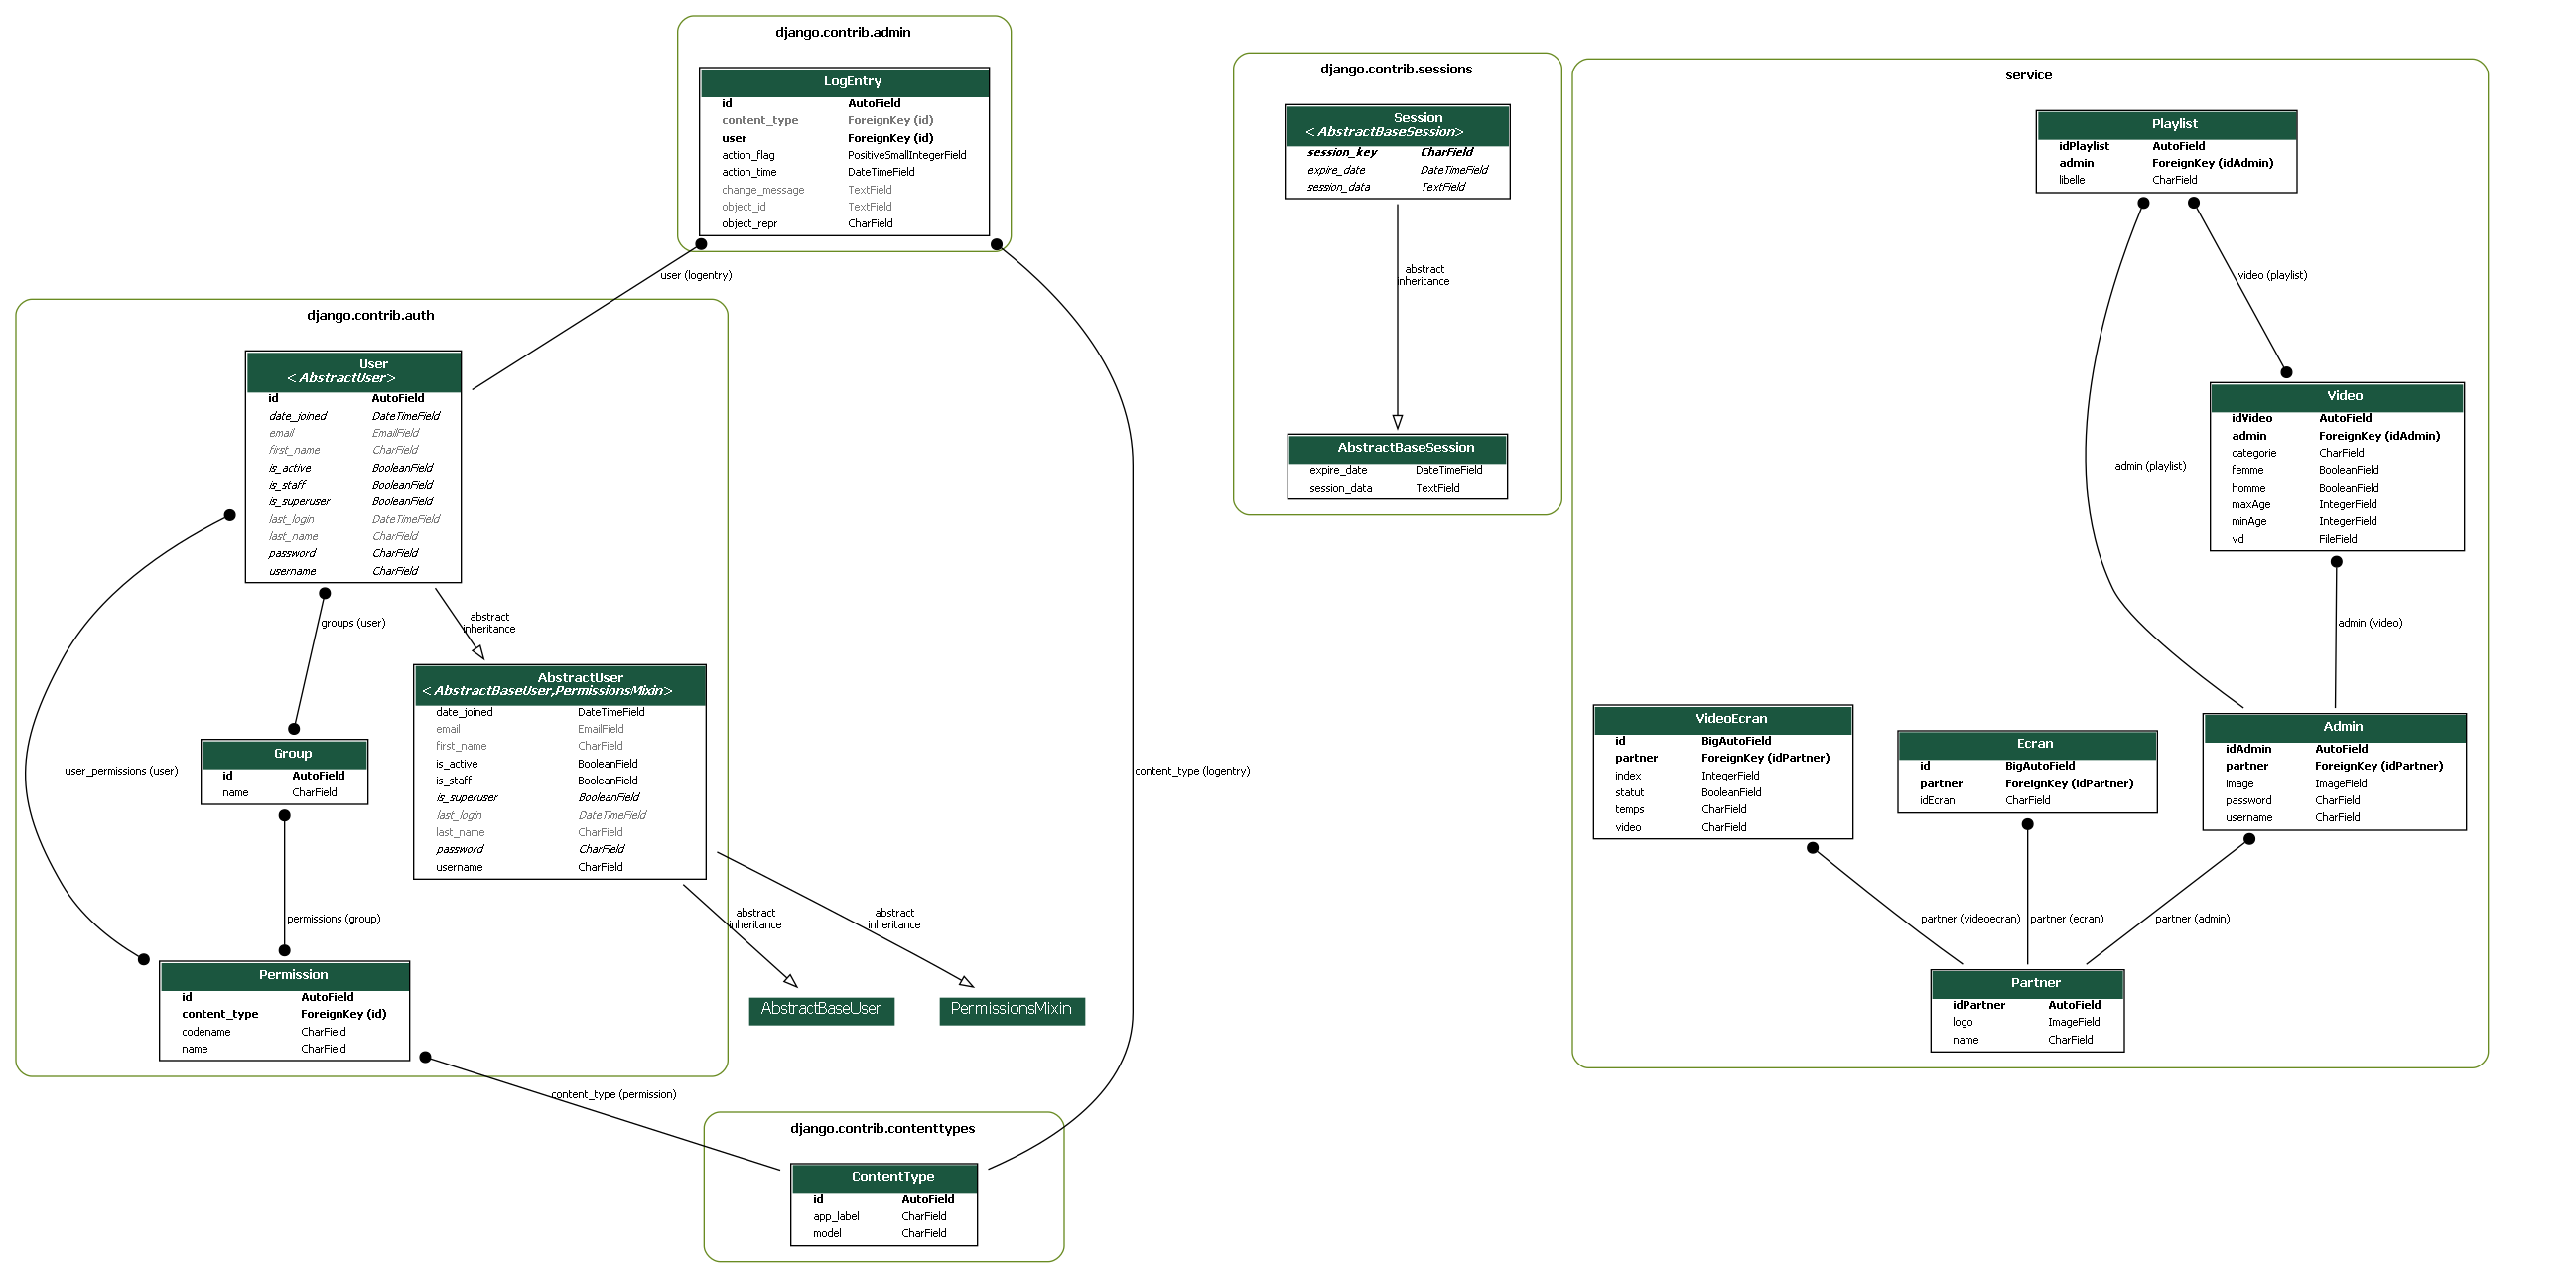 django.contrib.admin
LogEntry
id AutoField
content_type ForeignKey (id)
user ForeignKey (id)
action_flag PositiveSmallIntegerField
action_time DateTimeField
change_message TextField
object_id TextField
object_repr CharField
user (logentry)
django.contrib.auth
User
<AbstractUser>
id AutoField
date_joined DateTimeField
email EmailField
first_name CharField
is_active BooleanField
is_staff BooleanField
is_superuser BooleanField
last_login DateTimeField
last_name CharField
password CharField
username CharField
groups (user)
abstract
inheritance
AbstractUser
<AbstractBaseUser,PermissionsMixin>
date_joined DateTimeField
email EmailField
first_name CharField
is_active BooleanField
is_staff BooleanField
is_superuser BooleanField
last_login DateTimeField
last_name CharField
password CharField
username CharField
user_permissions (user)
Group
id AutoField
name CharField
permissions (group)
abstract
inheritance
abstract
inheritance
Permission
id AutoField
content_type ForeignKey (id)
codename CharField
name CharField
AbstractBaseUser
PermissionsMixin
content_type (logentry)
content_type (permission)
django.contrib.contenttypes
ContentType
id AutoField
app_label CharField
model CharField
django.contrib.sessions
Session
<AbstractBaseSession>
session_key CharField
expire_date DateTimeField
session_data TextField
abstract
inheritance
AbstractBaseSession
expire_date DateTimeField
session_data TextField
service
Playlist
idPlaylist AutoField
admin ForeignKey (idAdmin)
libelle CharField
video (playlist)
Video
idVideo AutoField
admin ForeignKey (idAdmin)
categorie CharField
femme BooleanField
homme BooleanField
maxAge IntegerField
minAge IntegerField
vd FileField
admin (playlist)
admin (video)
VideoEcran
id BigAutoField
partner ForeignKey (idPartner)
index IntegerField
statut BooleanField
temps CharField
video CharField
Ecran
id BigAutoField
partner ForeignKey (idPartner)
idEcran CharField
Admin
idAdmin AutoField
partner ForeignKey (idPartner)
image ImageField
password CharField
username CharField
partner (videoecran)
partner (ecran)
partner (admin)
Partner
idPartner AutoField
logo ImageField
name CharField